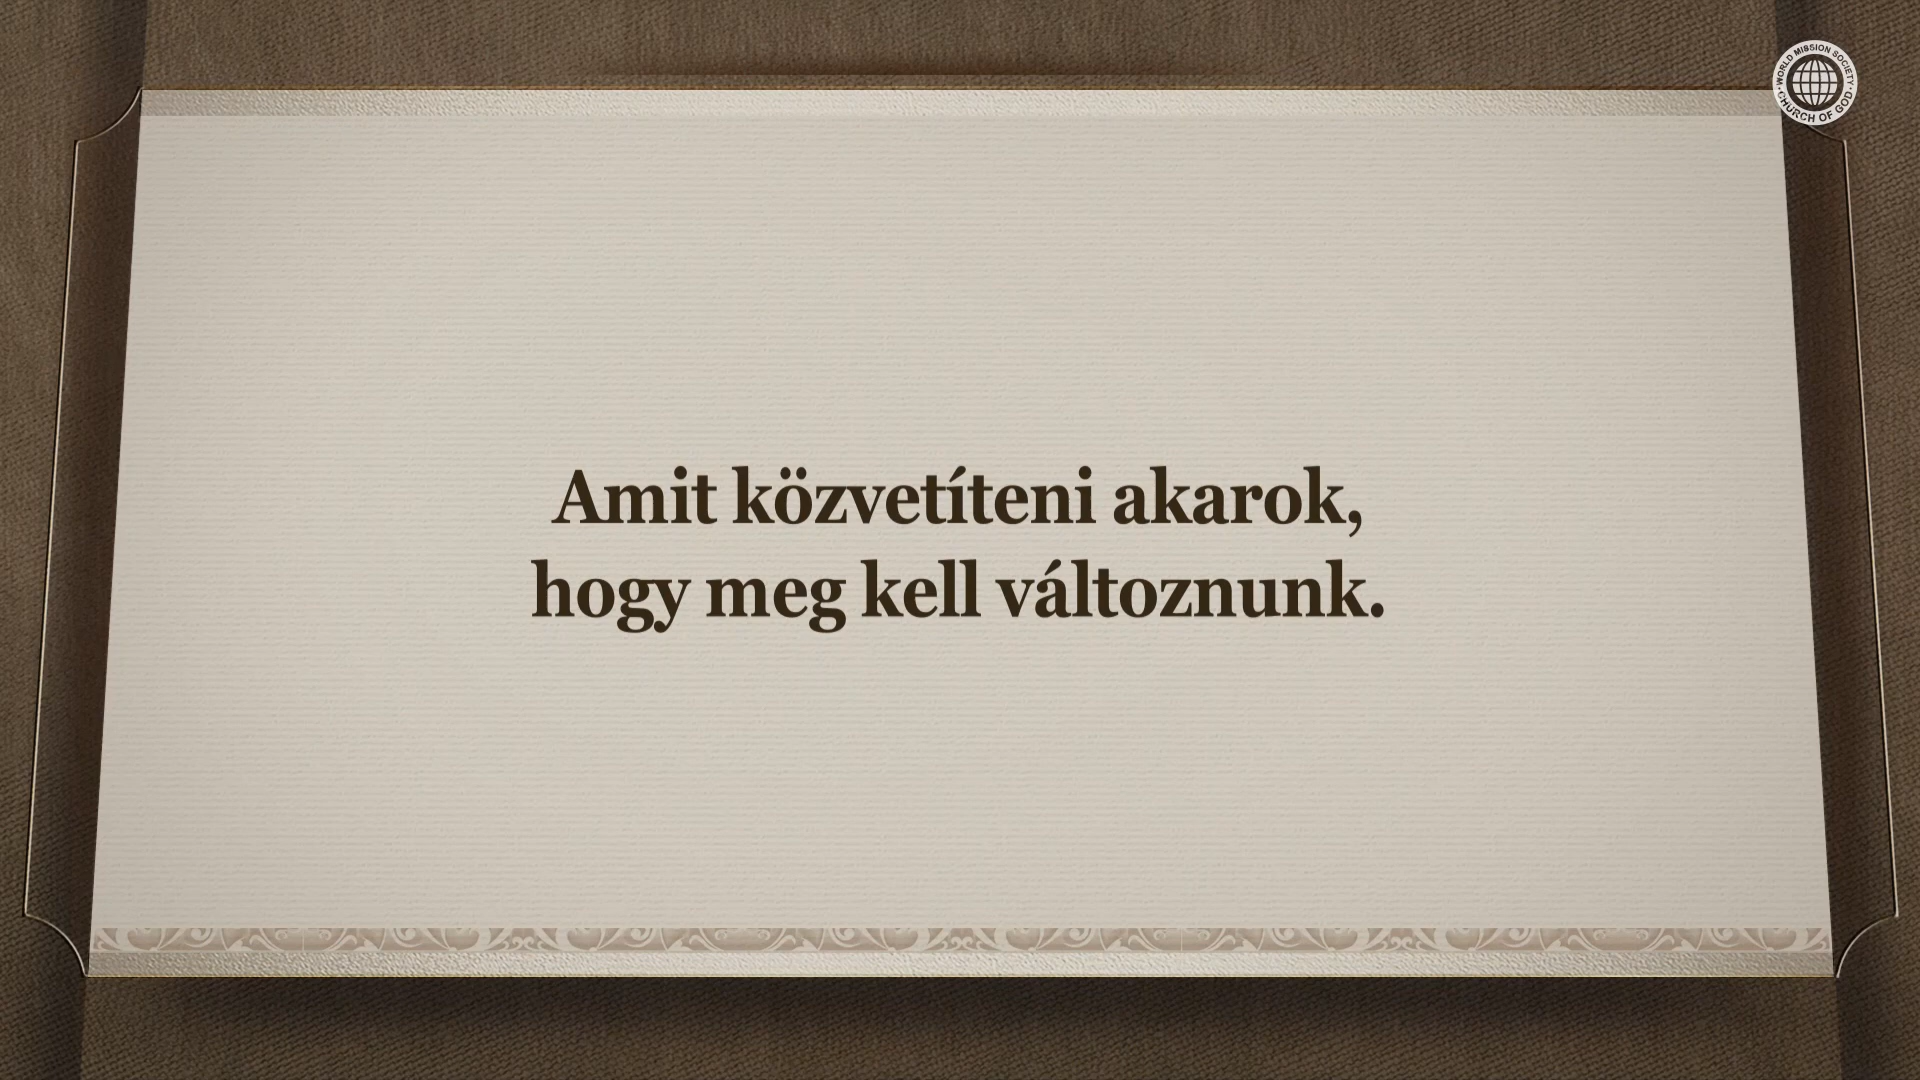 WORLD MISSION SOCIETY
CHURCH OF GOD
Amit közvetíteni akarok,
hogy meg kell változnunk.